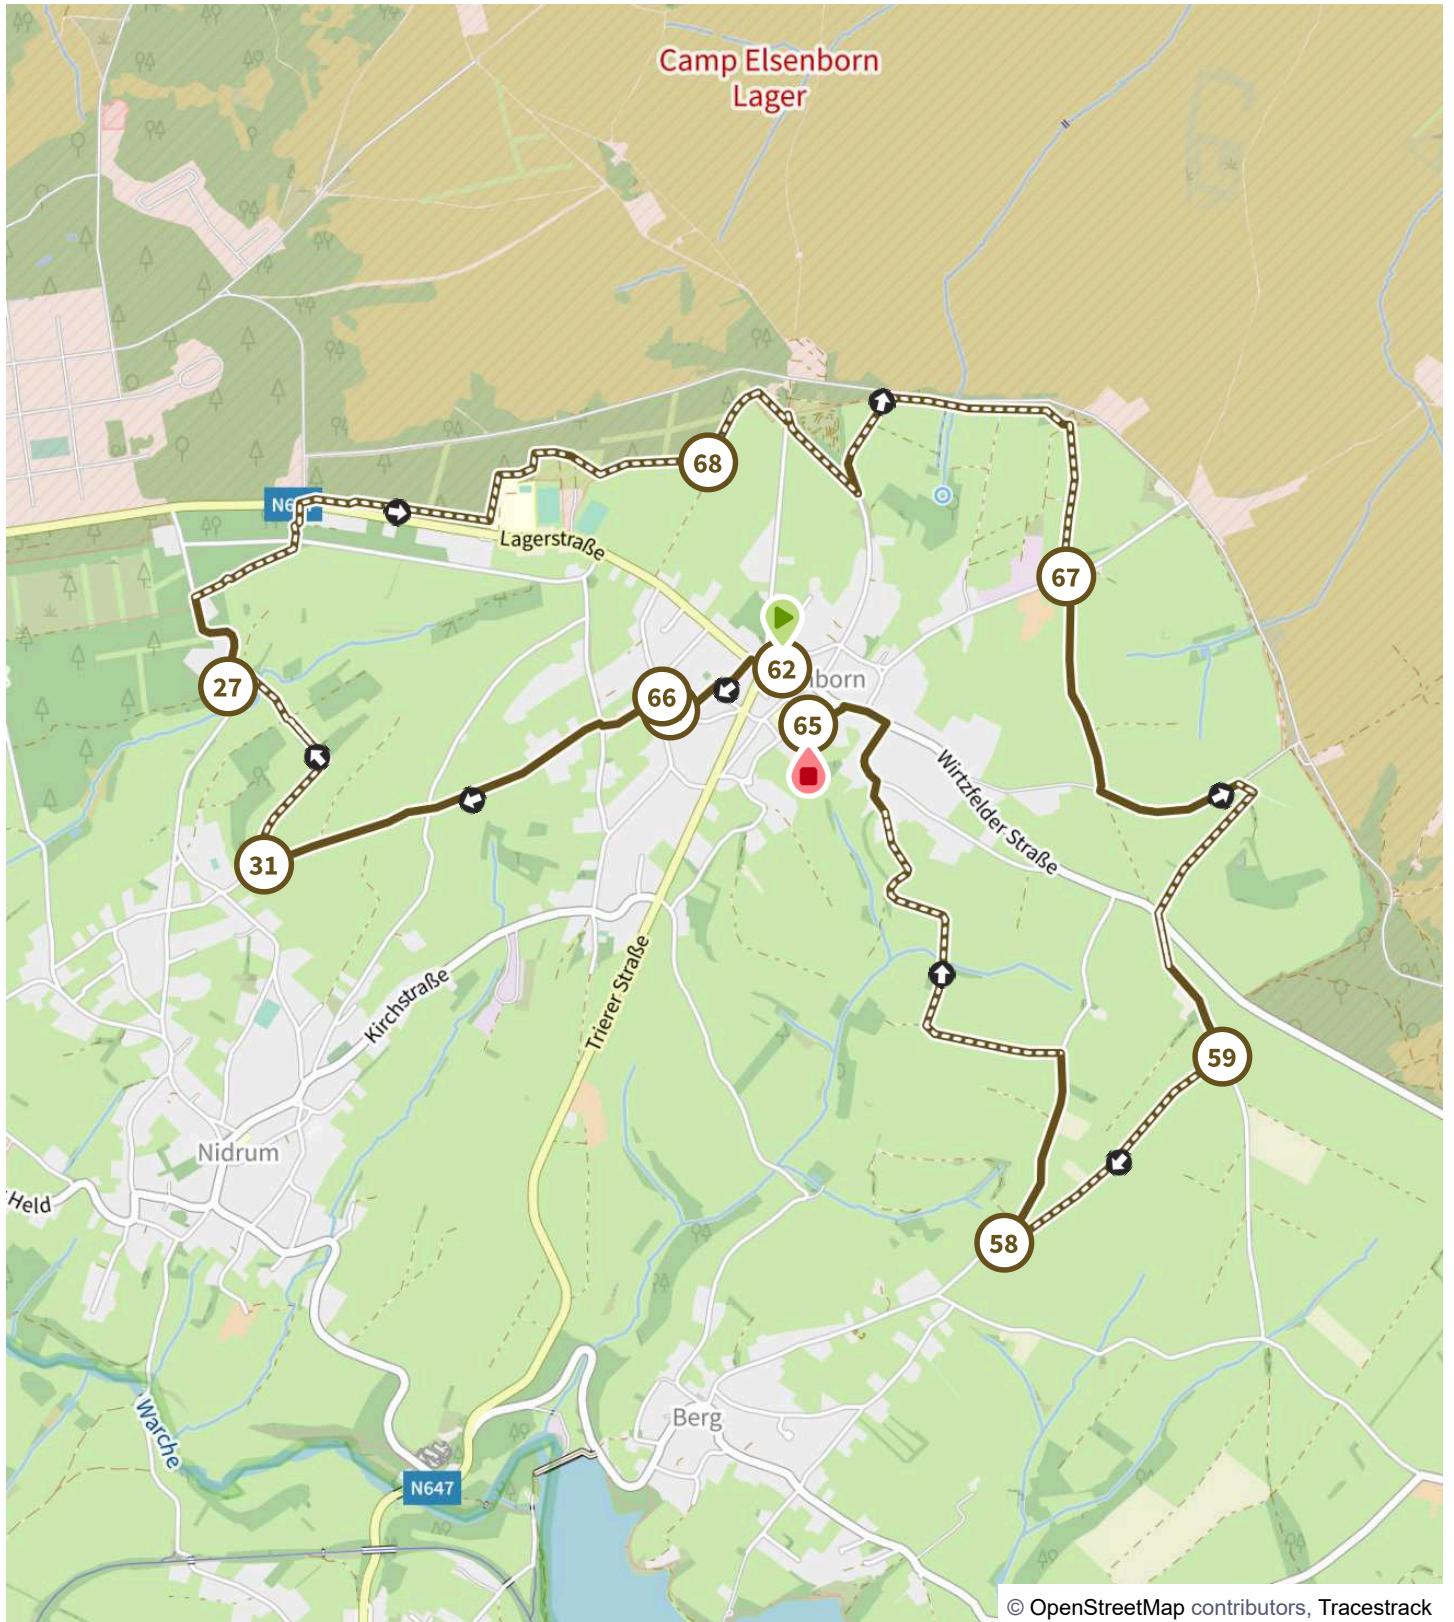 Camp Elsenborn
Lager
68
Lagerstraße
67
62
27
66
65
Wirtzfelder Straße
31
Trierer Straße
Kirchstraße
59
Nidrum
58
Held
Warche
Berg
N647
© OpenStreetMap contributors, Tracestrack